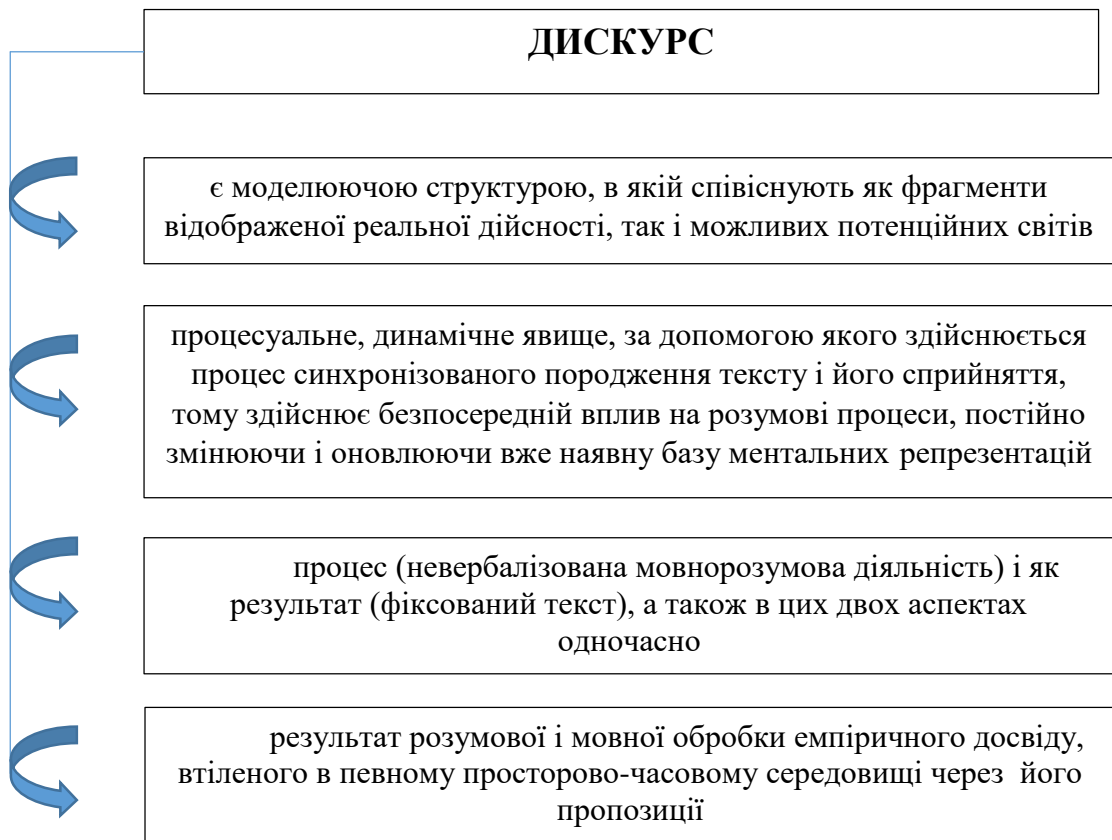 ДИСКУРС
є моделюючою структурою, в якій співіснують як фрагменти
відображеної реальної дійсності, так і можливих потенційних світів
процесуальне, динамічне явище, за допомогою якого здійснюється
процес синхронізованого породження тексту і його сприйняття,
тому здійснює безпосередній вплив на розумові процеси, постійно
змінюючи і оновлюючи вже наявну базу ментальних репрезентацій
процес (невербалізована мовнорозумова діяльність) і як
результат (фіксований текст), а також в цих двох аспектах
одночасно
результат розумової і мовної обробки емпіричного досвіду,
втіленого в певному просторово-часовому середовищі через його
пропозиції